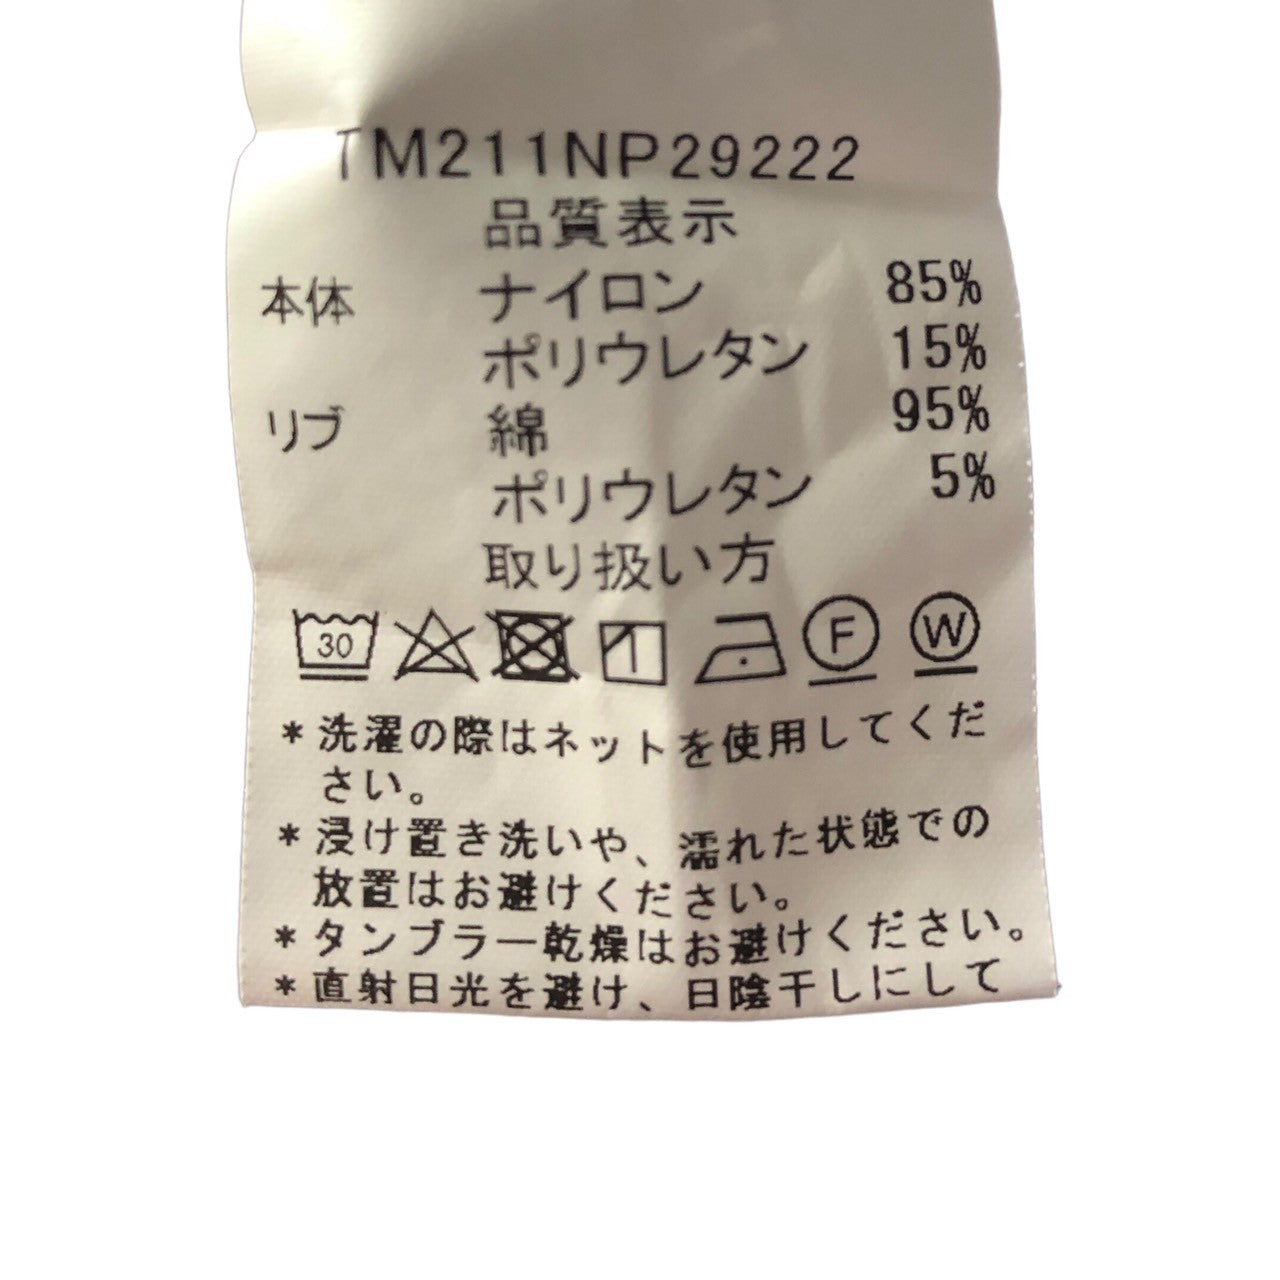 TM211NP29222
品質表示
本体 ナイロン 85%
ポリウレタン 15%
リブ 綿 95%
ポリウレタン 5%
取り扱い方
30 F W
*洗濯の際はネットを使用してくだ
さい。
*浸け置き洗いや、濡れた状態での
放置はお避けください。
*タンブラー乾燥はお避けください。
*直射日光を避け、日陰干しにして